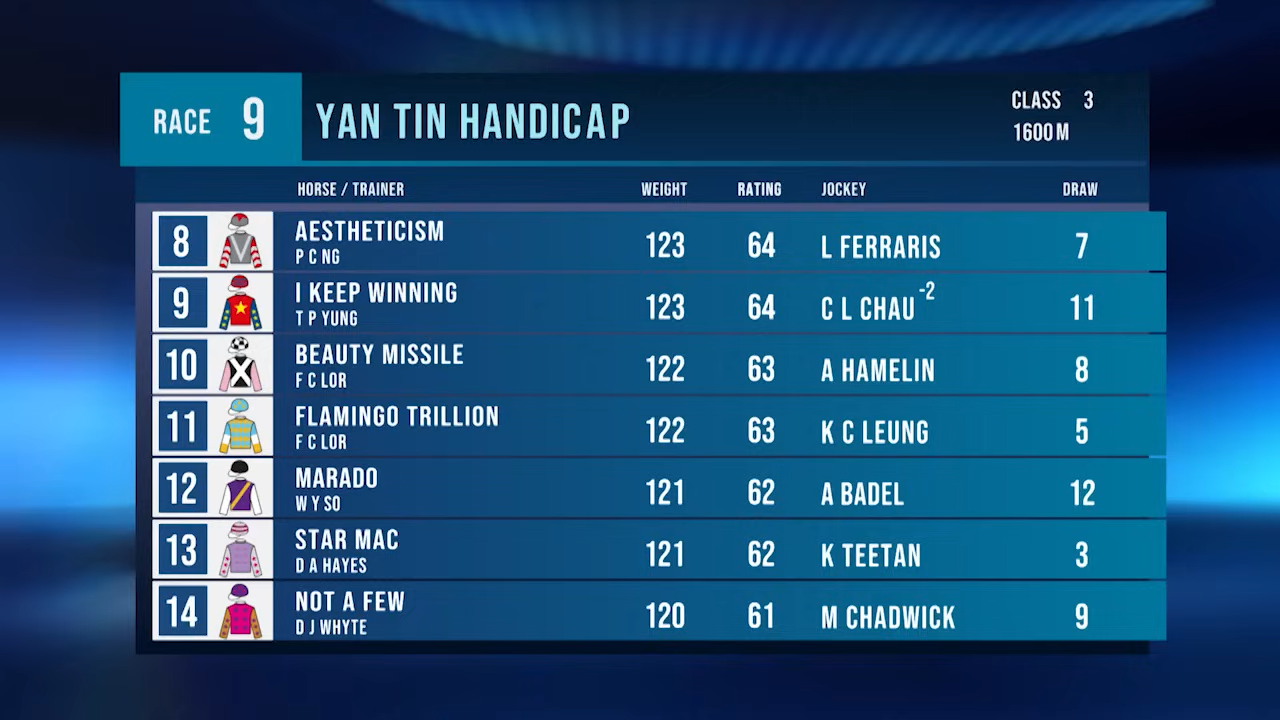 RACE 9 YAN TIN HANDICAP
CLASS 3
1600M
HORSE / TRAINER WEIGHT RATING JOCKEY DRAW
8 AESTHETICISM 123 64 L FERRARIS 7
P C NG
9 I KEEP WINNING 123 64 C L CHAU -2 11
T P YUNG
10 BEAUTY MISSILE 122 63 A HAMELIN 8
F C LOR
11 FLAMINGO TRILLION 122 63 K C LEUNG 5
F C LOR
12 MARADO 121 62 A BADEL 12
W Y SO
13 STAR MAC 121 62 K TEETAN 3
D A HAYES
14 NOT A FEW 120 61 M CHADWICK 9
D J WHYTE